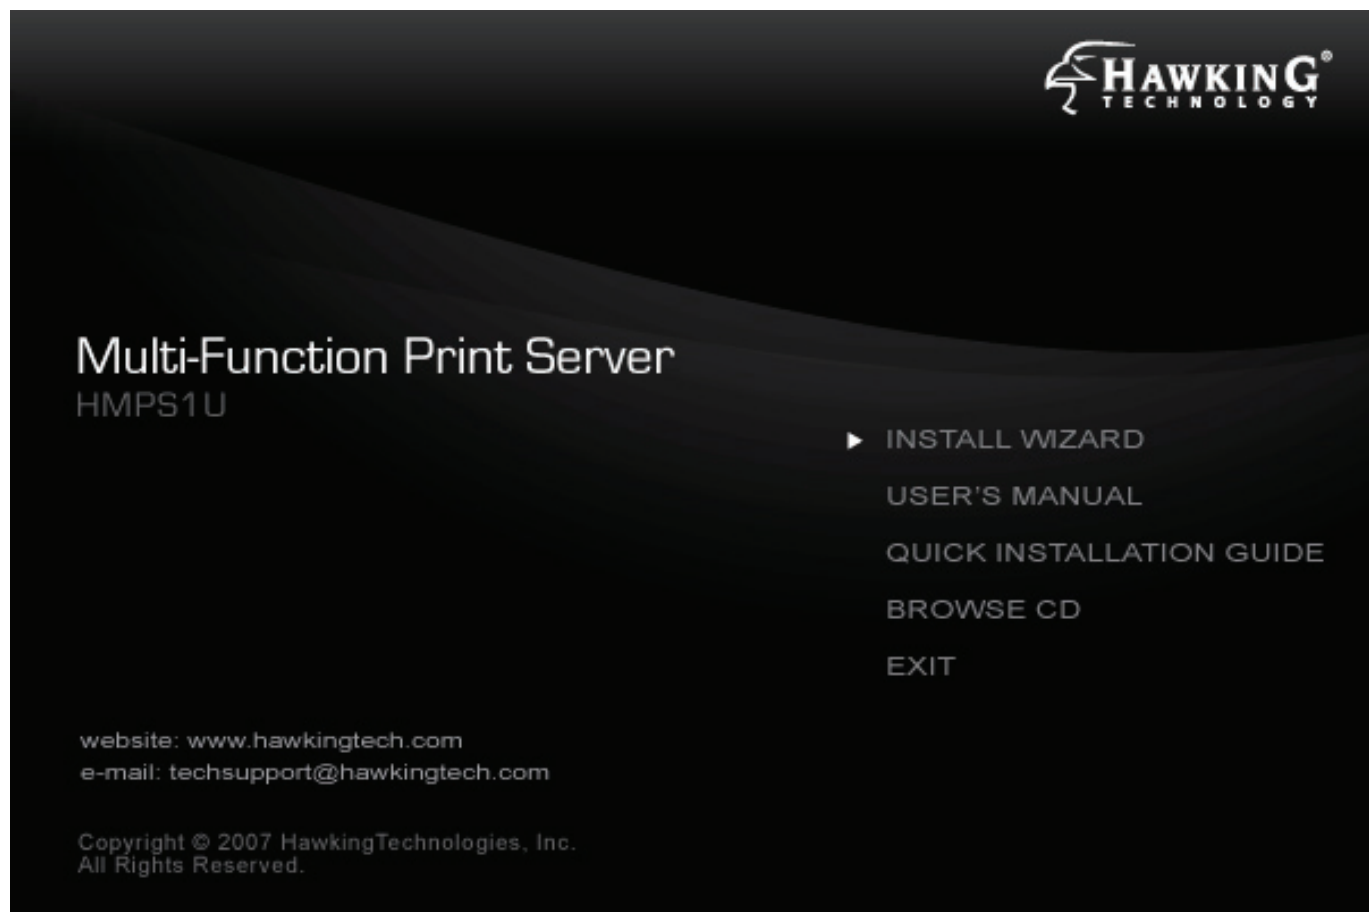 HAWKING®
TECHNOLOGY
Multi-Function Print Server
HMPS1U
INSTALL WIZARD
USER'S MANUAL
QUICK INSTALLATION GUIDE
BROWSE CD
EXIT
website: www.hawkingtech.com
e-mail: techsupport@hawkingtech.com
Copyright © 2007 HawkingTechnologies, Inc.
All Rights Reserved.